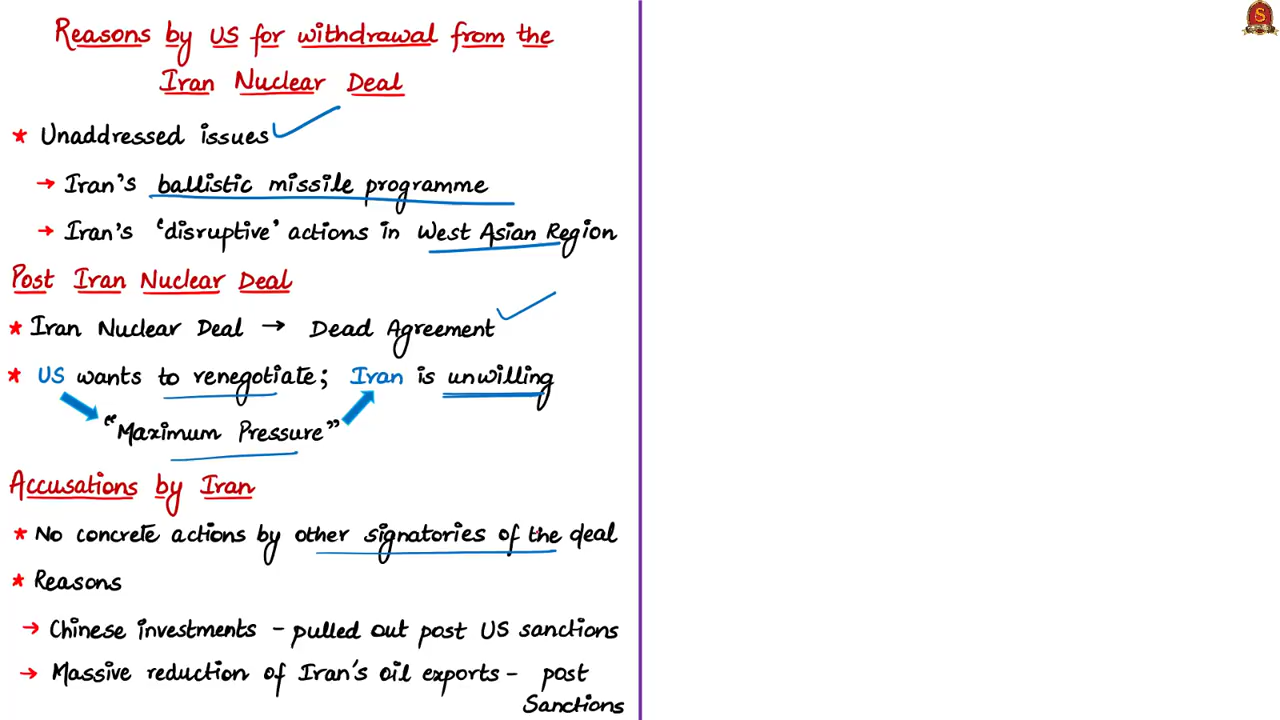 Reasons by US for withdrawal from the
Iran Nuclear Deal
* Unaddressed issues
→ Iran's ballistic missile programme
→ Iran's 'disruptive' actions in West Asian Region
Post Iran Nuclear Deal
* Iran Nuclear Deal → Dead Agreement
* US wants to renegotiate; Iran is unwilling
"Maximum Pressure"
Accusations by Iran
* No concrete actions by other signatories of the deal
* Reasons
→ Chinese investments - pulled out post US sanctions
→ Massive reduction of Iran's oil exports - post
Sanctions
S